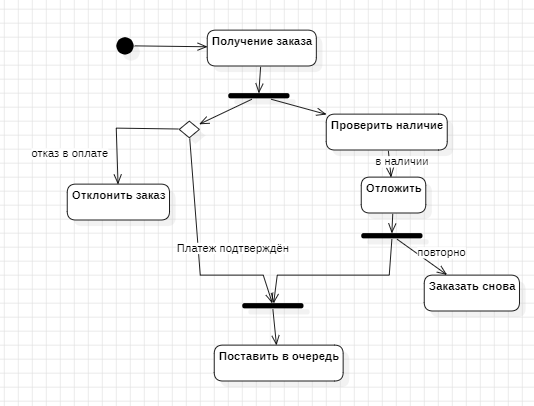 Получение заказа
Проверить наличие
отказ в оплате
в наличии
Отклонить заказ
Отложить
Платеж подтверждён
повторно
Заказать снова
Поставить в очередь